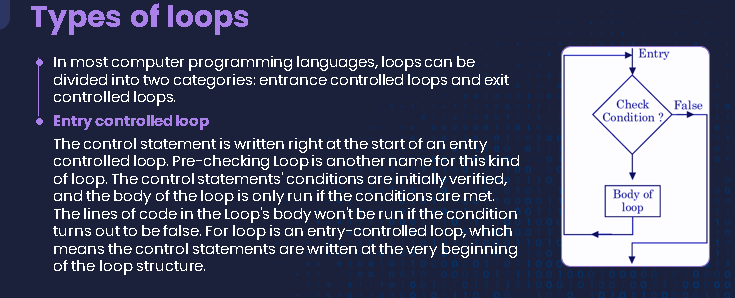 Types of loops
In most computer programming languages, loops can be
divided into two categories: entrance controlled loops and exit
controlled loops.
Entry controlled loop
The control statement is written right at the start of an entry
controlled loop. Pre-checking Loop is another name for this kind
of loop. The control statements' conditions are initially verified,
and the body of the loop is only run if the conditions are met.
The lines of code in the Loop's body won't be run if the condition
turns out to be false. For loop is an entry-controlled loop, which
means the control statements are written at the very beginning
of the loop structure.
Entry
Check
Condition ?
False
Body of
loop